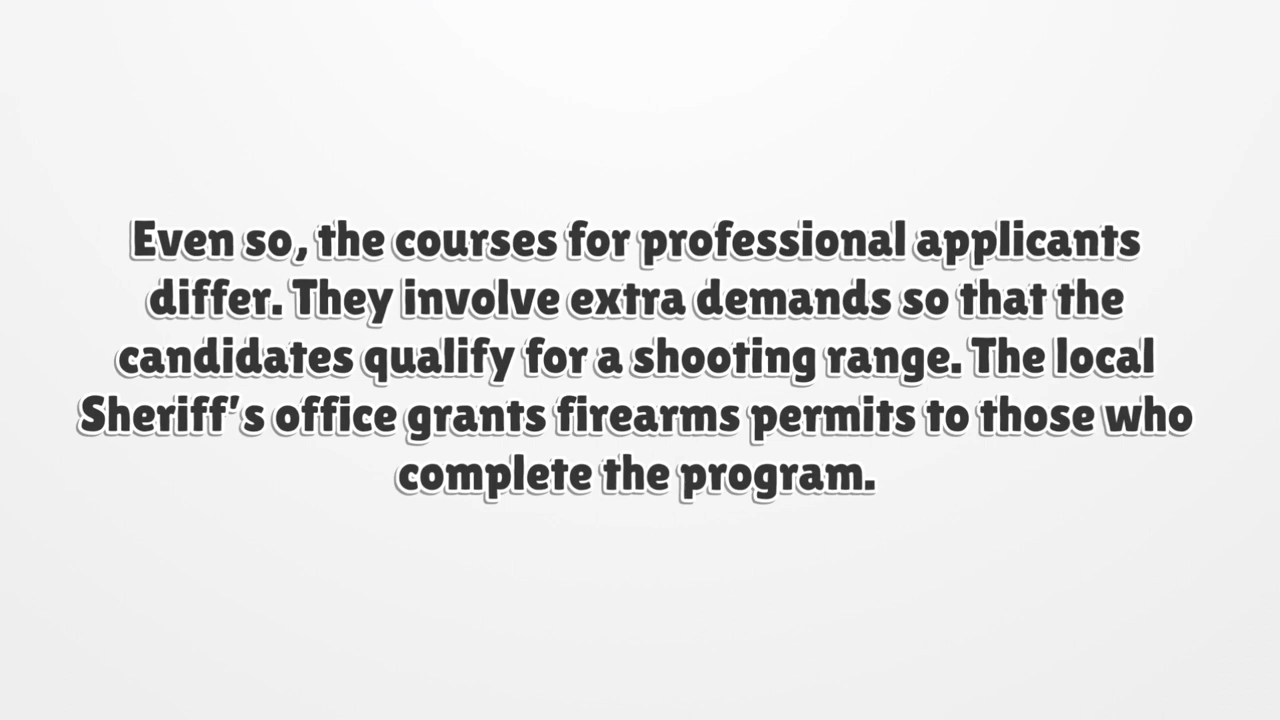 Even so, the courses for professional applicants
differ. They involve extra demands so that the
candidates qualify for a shooting range. The local
Sheriff's office grants firearms permits to those who
complete the program.